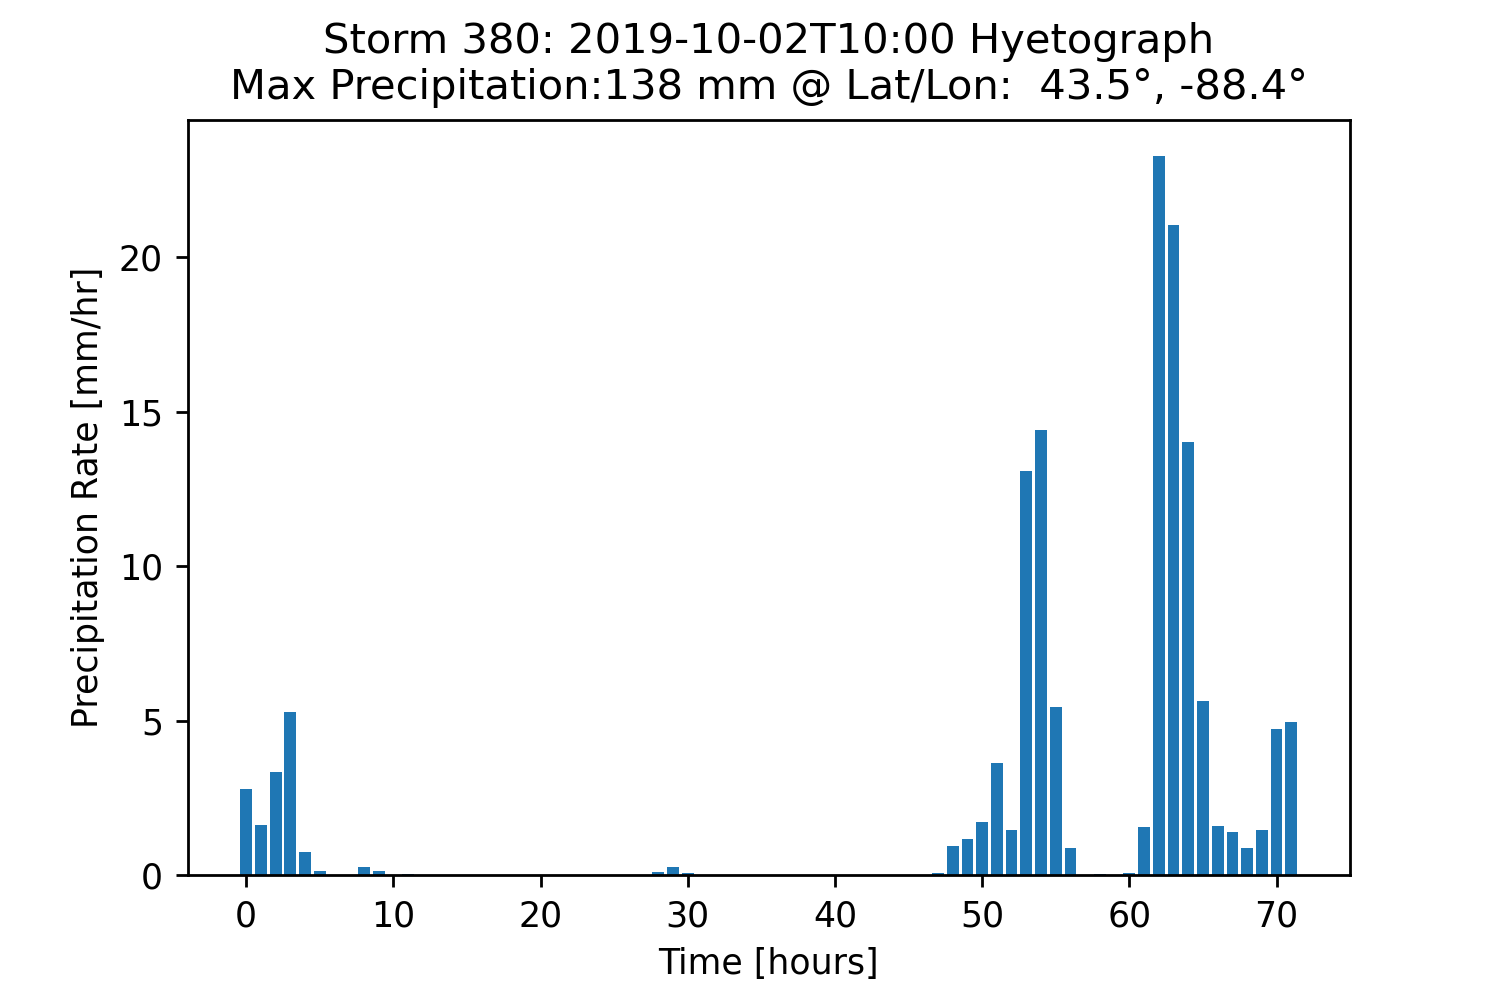 Storm 380: 2019-10-02T10:00 Hyetograph
Max Precipitation:138 mm @ Lat/Lon:  43.5°, -88.4°
Precipitation Rate [mm/hr]
20
15
10
5
0
0 10 20 30 40 50 60 70
Time [hours]